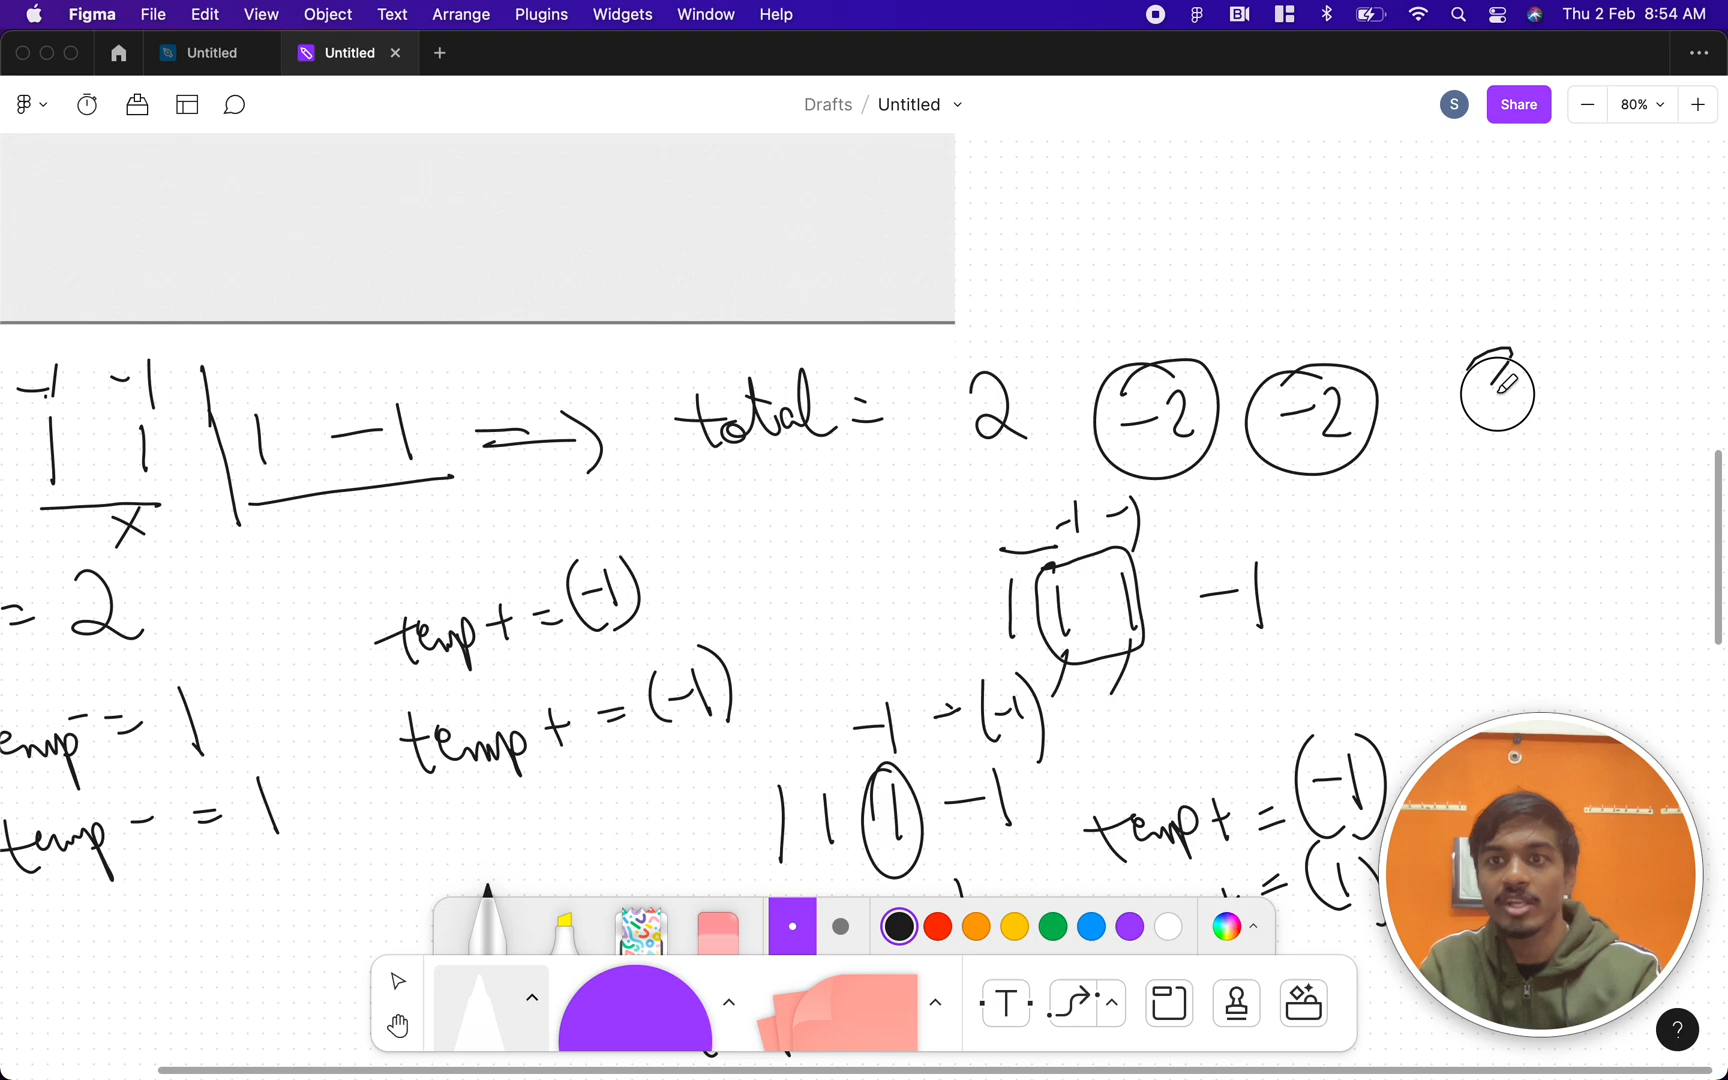 Figma File Edit View Object Text Arrange Plugins Widgets Window Help Thu 2 Feb 8:54 AM
Untitled Untitled
Drafts / Untitled S Share 80%
-1 -1
1 1 1 -1 ⇒ total = 2 -2 -2
x
-1 -1
1 1 1 -1
= 2
temp + = (-1)
temp + = (-1)
-1 → (-1)
temp - = 1
temp - = 1
1 1 1 -1
temp + = (-1)
= (1)
T
?